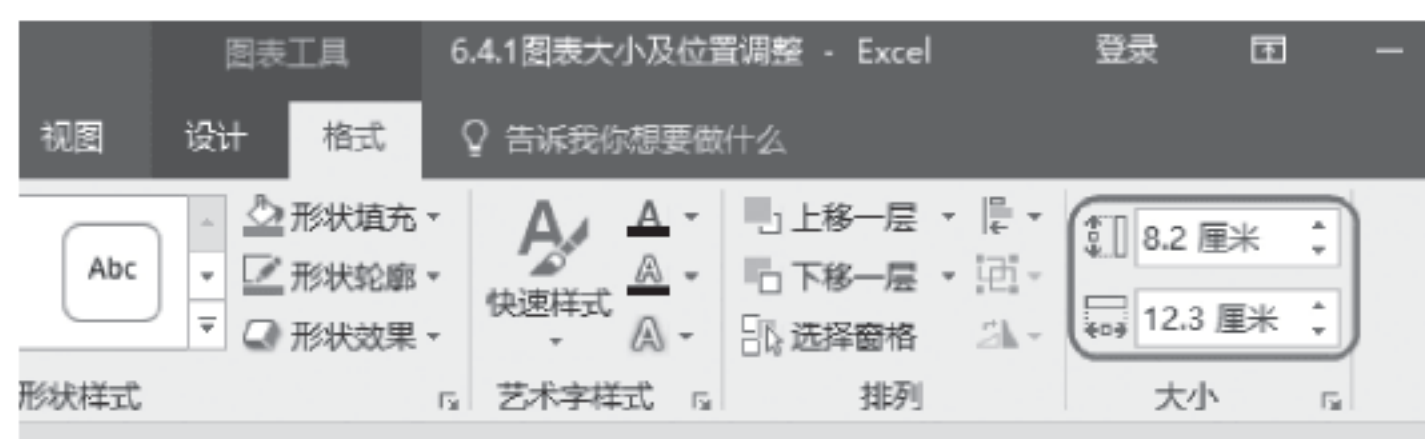 图表工具 6.4.1图表大小及位置调整 - Excel 登录
视图 设计 格式 告诉我你想要做什么
Abc
形状填充
形状轮廓
形状效果
快速样式
A
A
A
上移一层
下移一层
选择窗格
8.2 厘米
12.3 厘米
形状样式 艺术字样式 排列 大小